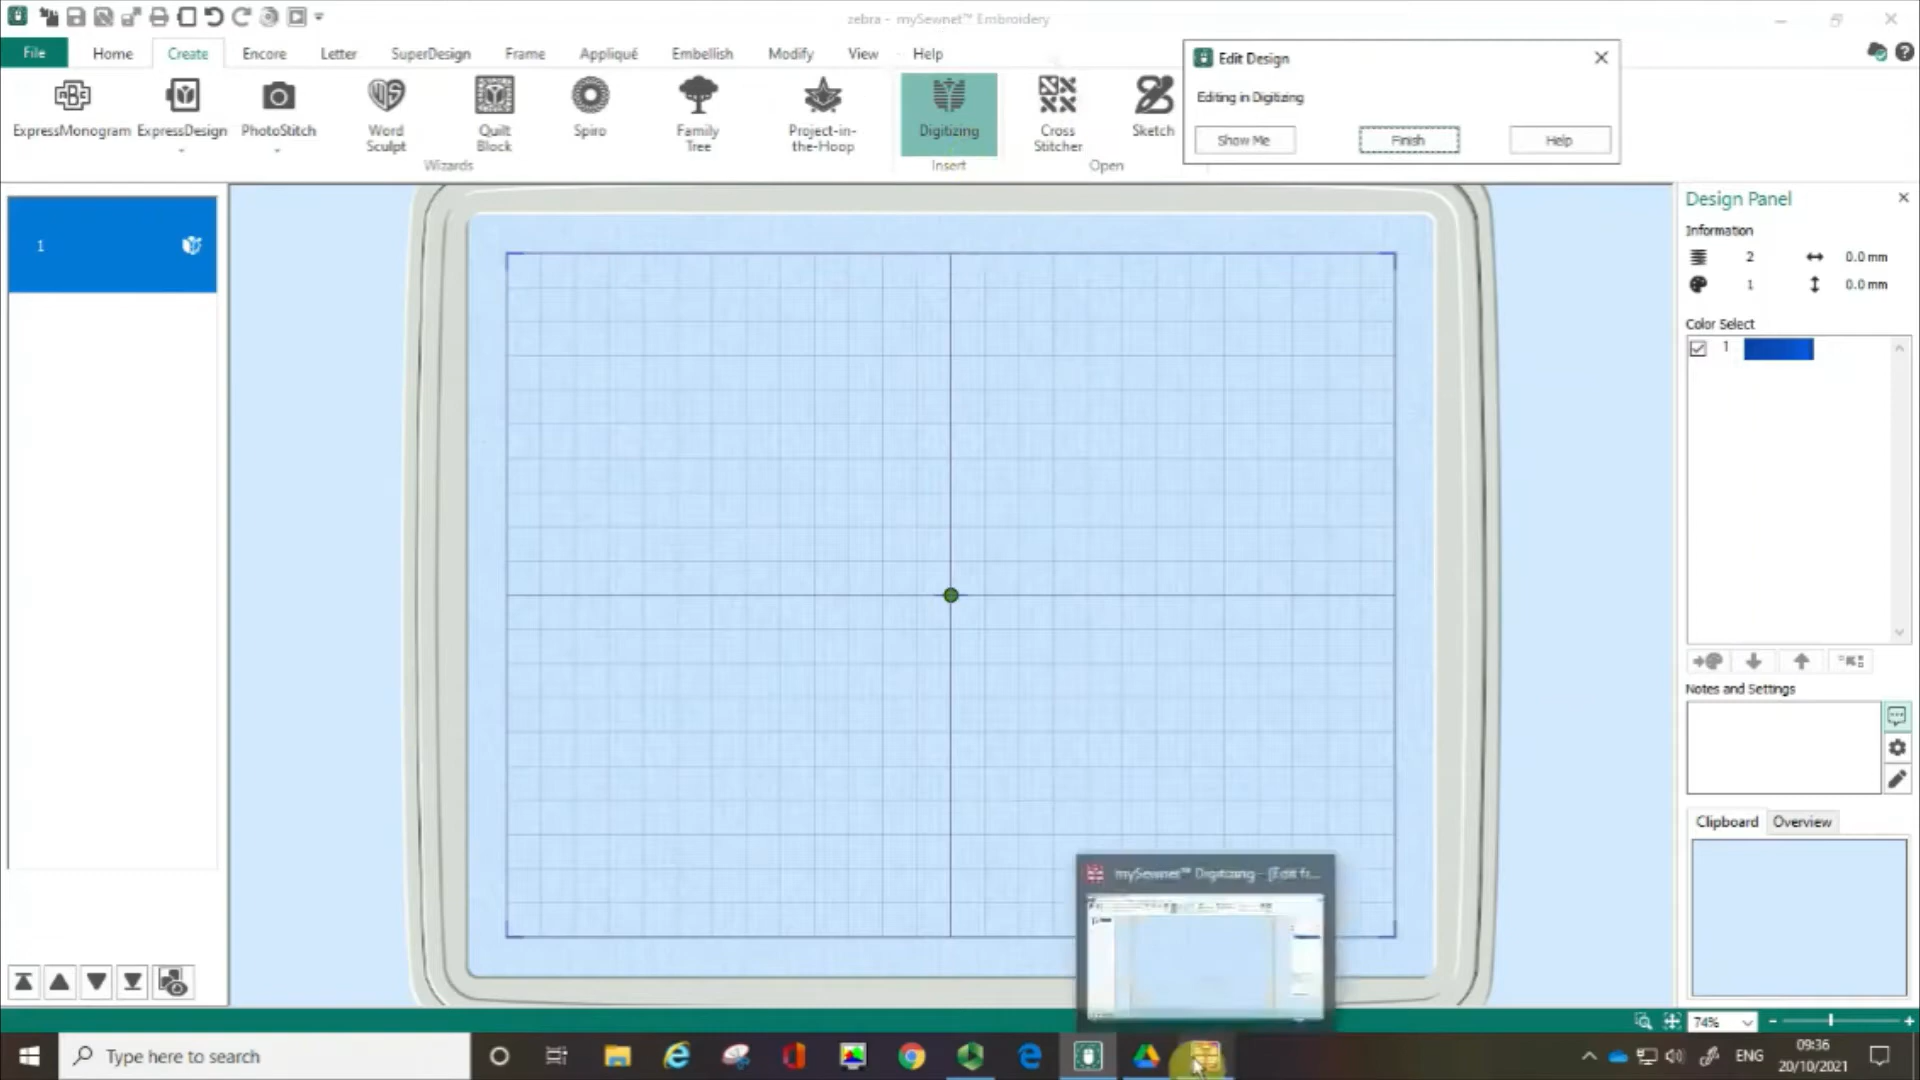 zebra - mySewnet™ Embroidery
File
Home
Create
Encore
Letter
SuperDesign
Frame
Appliqué
Embellish
Modify
View
Help
ExpressMonogram
ExpressDesign
PhotoStitch
Word Sculpt
Quilt Block
Spiro
Family Tree
Project-in-the-Hoop
Digitizing
Cross Stitcher
Sketch
Wizards
Insert
Open
Edit Design
Editing in Digitizing
Show Me
Finish
Help
1
Design Panel
Information
2
0.0 mm
1
0.0 mm
Color Select
1
Notes and Settings
Clipboard
Overview
mySewnet™ Digitizing - [Edit fr...
74%
Type here to search
ENG
09:36
20/10/2021